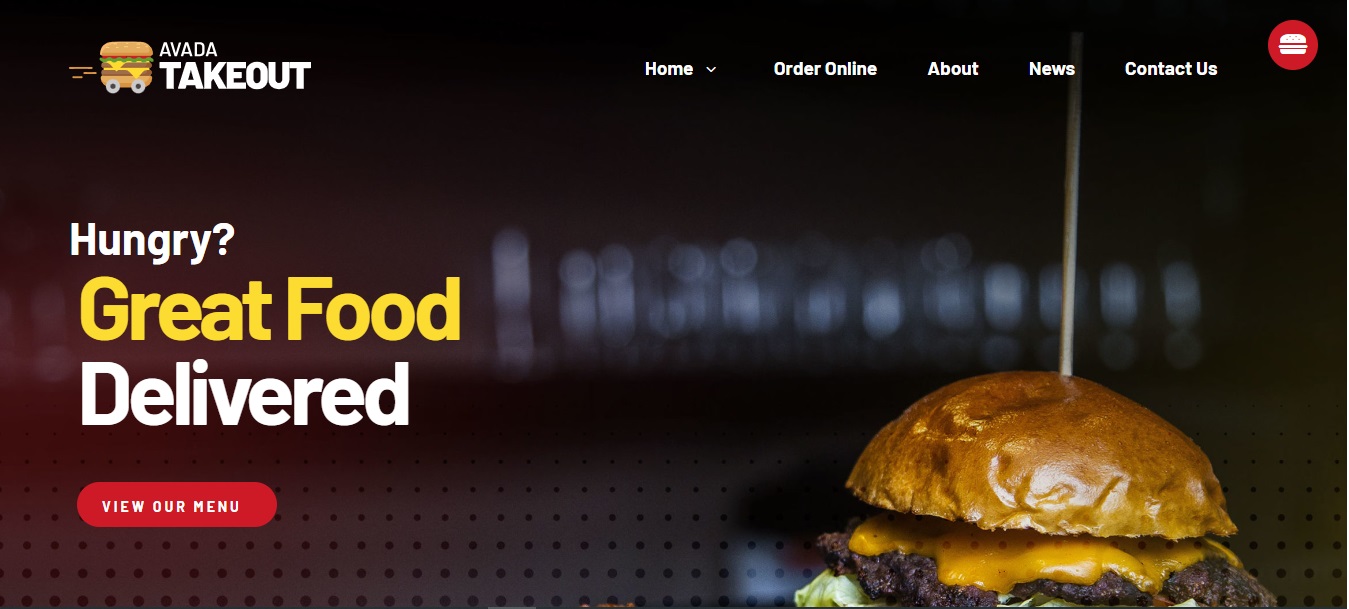 AVADA
TAKEOUT
Home
Order Online
About
News
Contact Us
Hungry?
Great Food
Delivered
VIEW OUR MENU